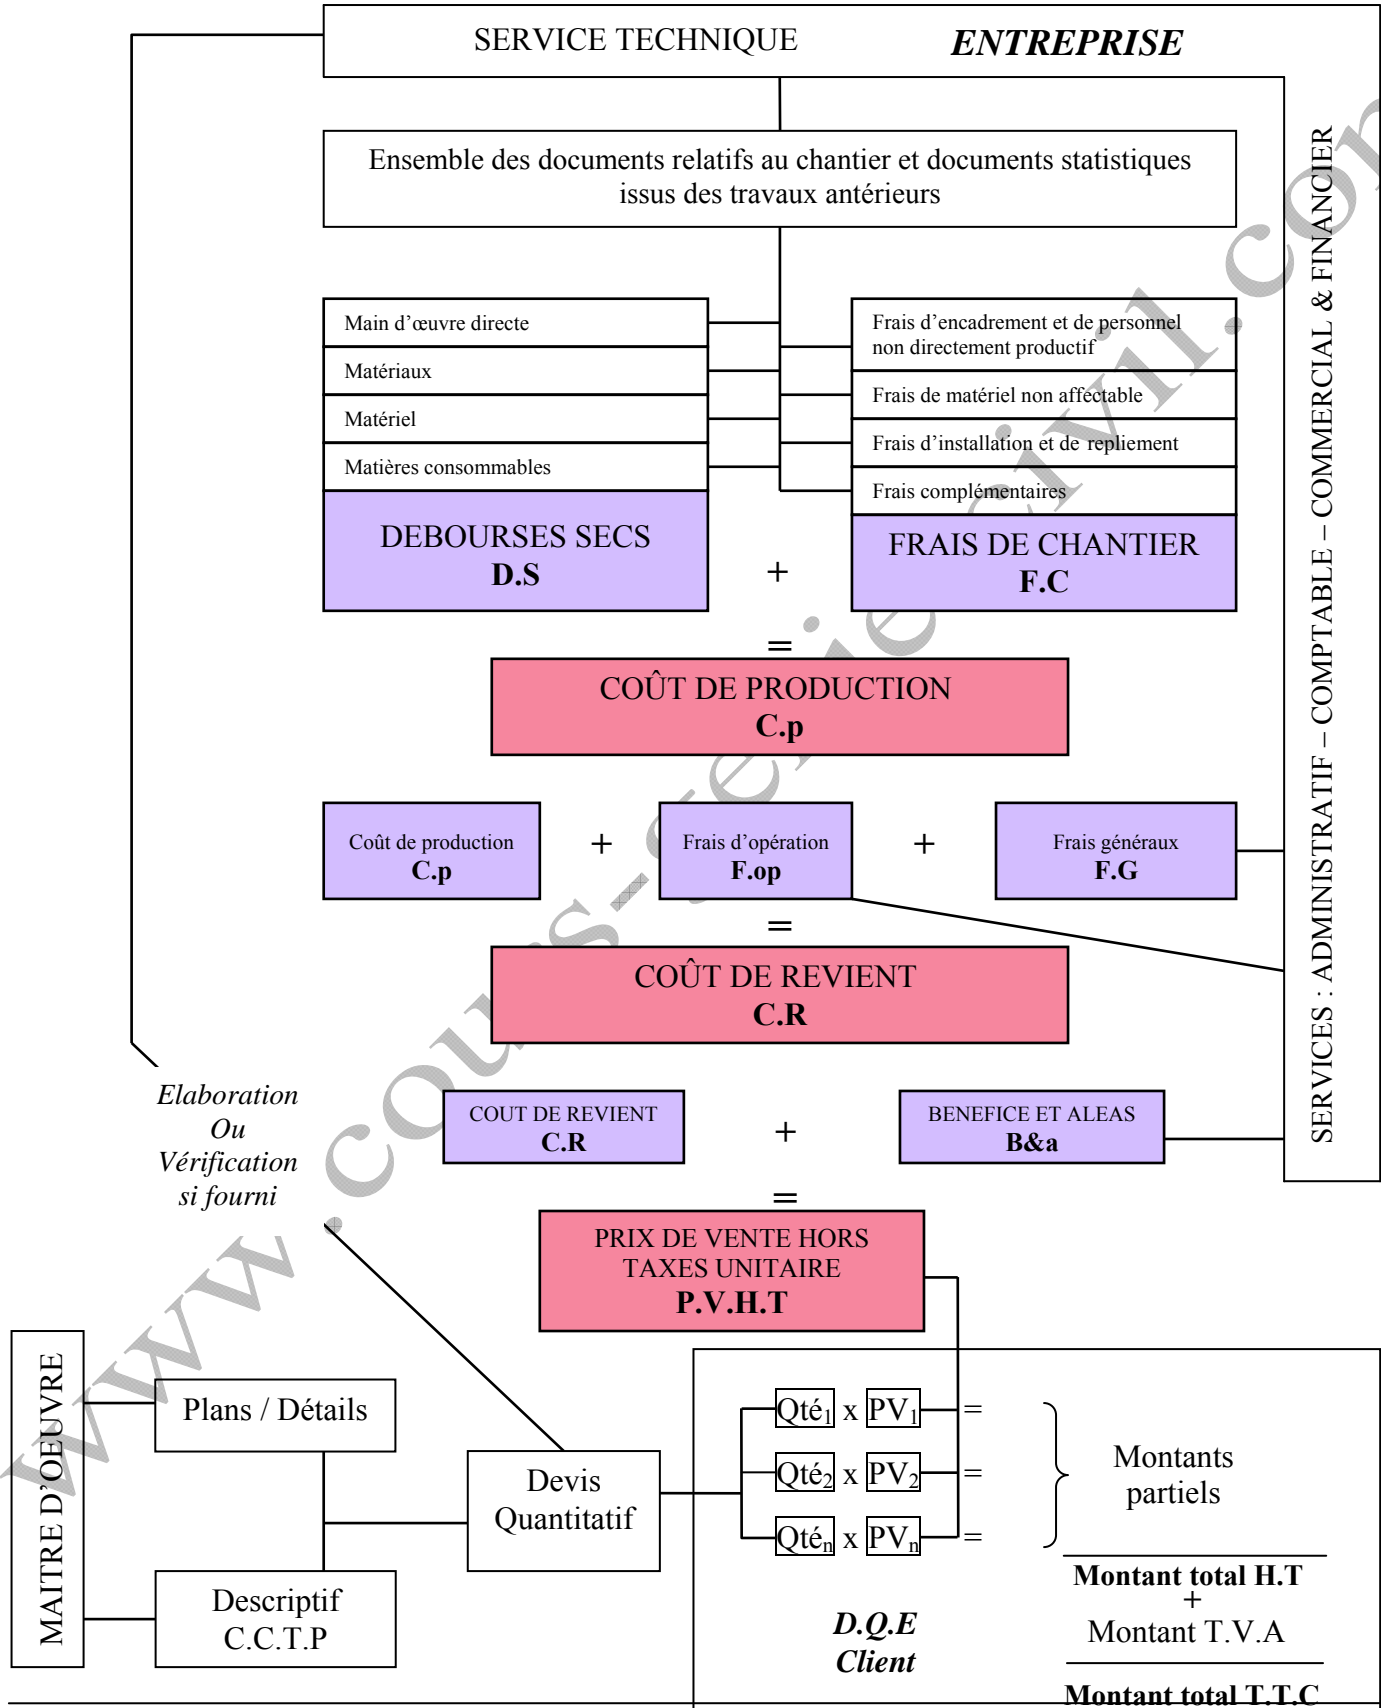 SERVICE TECHNIQUE ENTREPRISE
Ensemble des documents relatifs au chantier et documents statistiques
issus des travaux antérieurs
Main d’œuvre directe
Matériaux
Matériel
Matières consommables
DEBOURSES SECS
D.S
+
Frais d’encadrement et de personnel
non directement productif
Frais de matériel non affectable
Frais d’installation et de repliement
Frais complémentaires
FRAIS DE CHANTIER
F.C
=
COÛT DE PRODUCTION
C.p
Coût de production
C.p
+
Frais d’opération
F.op
+
Frais généraux
F.G
=
COÛT DE REVIENT
C.R
COUT DE REVIENT
C.R
+
BENEFICE ET ALEAS
B&a
=
PRIX DE VENTE HORS
TAXES UNITAIRE
P.V.H.T
SERVICES : ADMINISTRATIF – COMPTABLE – COMMERCIAL & FINANCIER
Elaboration
Ou
Vérification
si fourni
MAITRE D’OEUVRE
Plans / Détails
Descriptif
C.C.T.P
Devis
Quantitatif
Qté1 x PV1 =
Qté2 x PV2 =
Qtén x PVn =
Montants
partiels
D.Q.E
Client
Montant total H.T
+
Montant T.V.A
Montant total T.T.C
www.cours-genie-civil.com